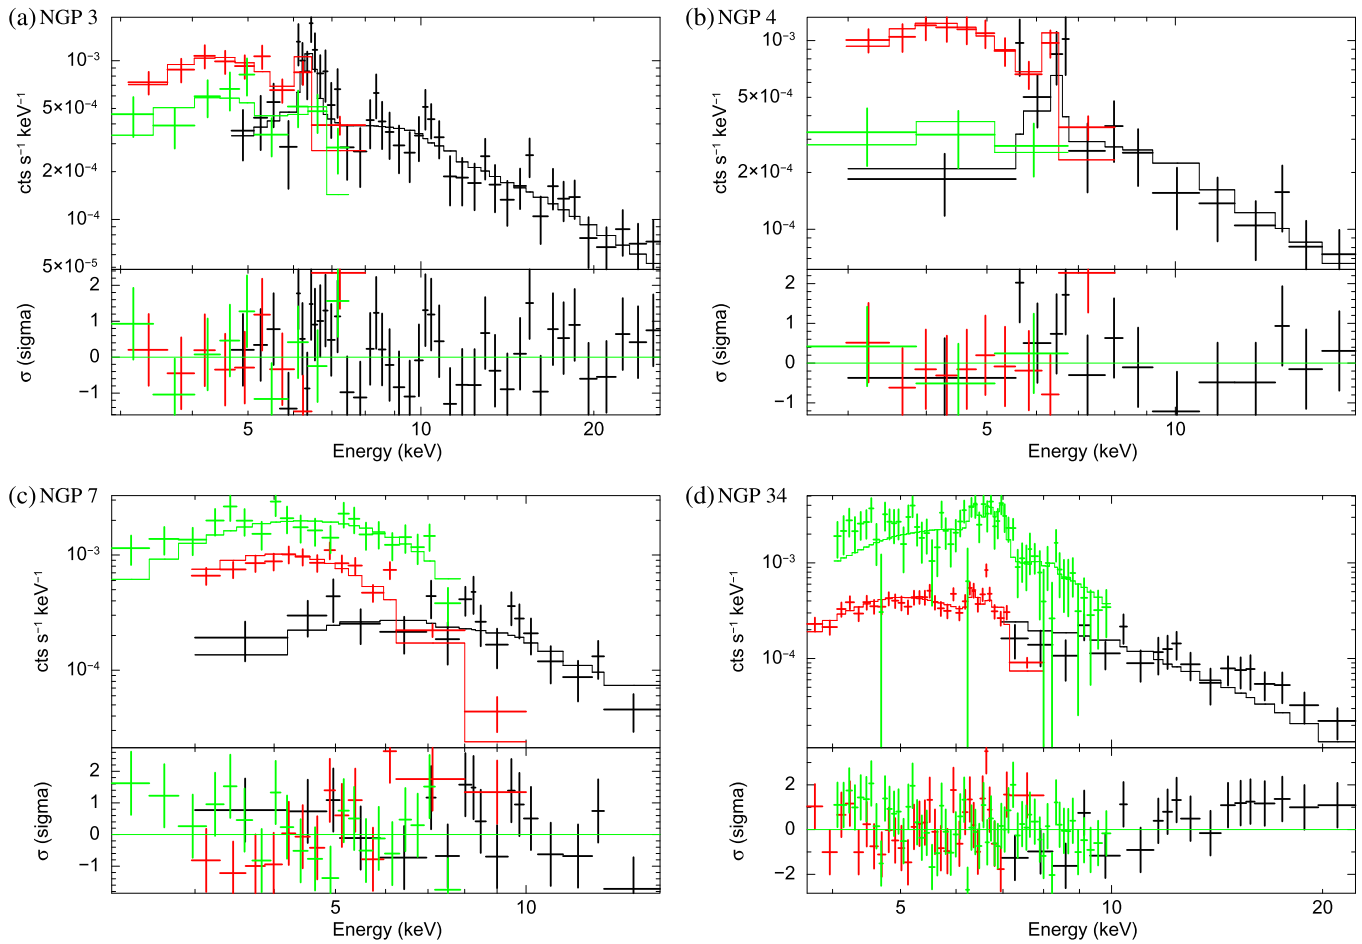 (a) NGP 3
10⁻³
5×10⁻⁴
10⁻⁴
5×10⁻⁵
cts s⁻¹ keV⁻¹
2
1
0
−1
σ (sigma)
5 10 20
Energy (keV)
(b) NGP 4
10⁻³
5×10⁻⁴
2×10⁻⁴
10⁻⁴
cts s⁻¹ keV⁻¹
2
1
0
−1
σ (sigma)
5 10
Energy (keV)
(c) NGP 7
10⁻³
10⁻⁴
cts s⁻¹ keV⁻¹
2
1
0
−1
σ (sigma)
5 10
Energy (keV)
(d) NGP 34
10⁻³
10⁻⁴
cts s⁻¹ keV⁻¹
2
0
−2
σ (sigma)
5 10 20
Energy (keV)